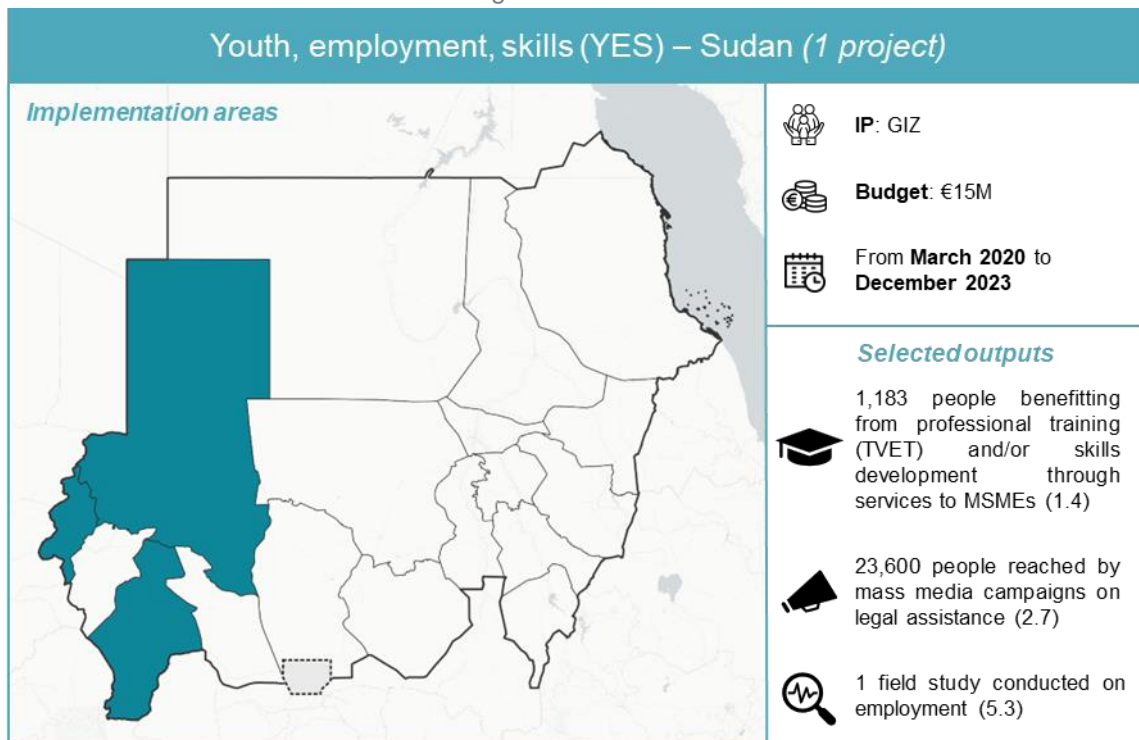 Youth, employment, skills (YES) – Sudan (1 project)
Implementation areas
IP: GIZ
Budget: €15M
From March 2020 to
December 2023
Selected outputs
1,183 people benefitting
from professional training
(TVET) and/or skills
development through
services to MSMEs (1.4)
23,600 people reached by
mass media campaigns on
legal assistance (2.7)
1 field study conducted on
employment (5.3)